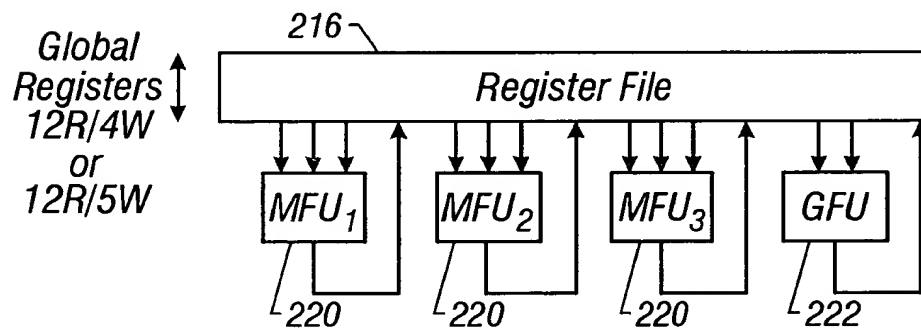 216
Global
Registers
12R/4W
or
12R/5W
Register File
MFU1
MFU2
MFU3
GFU
220
220
220
222